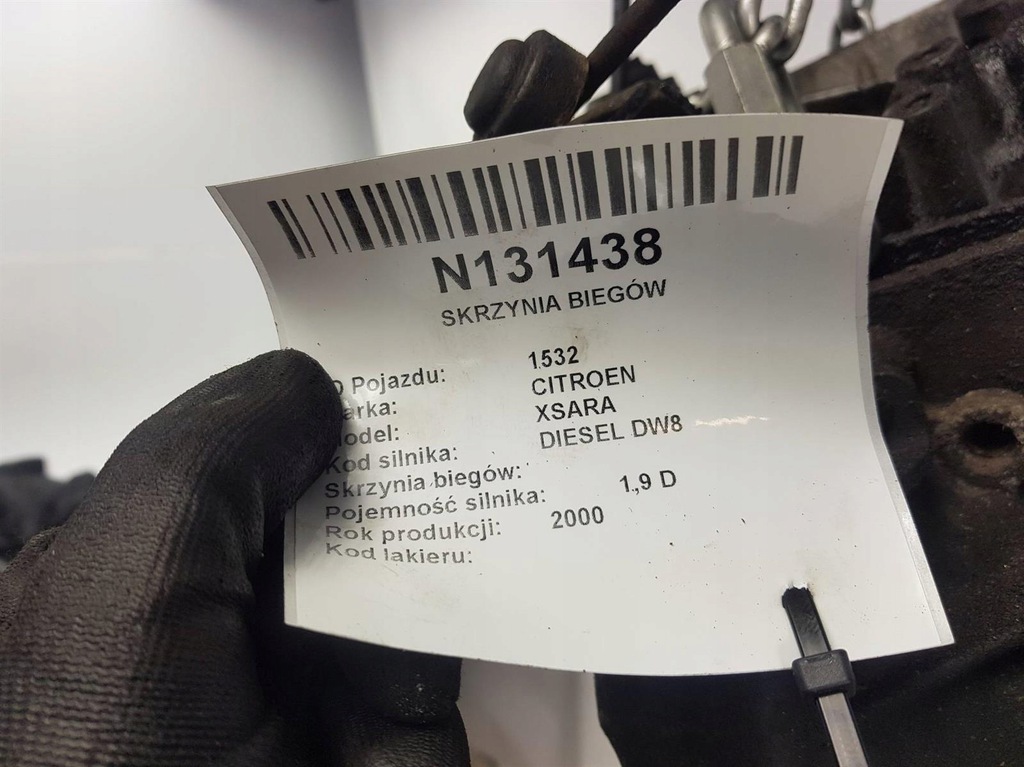 N131438
SKRZYNIA BIEGÓW
Pojazdu: 1532
CITROEN
XSARA
Kod silnika: DIESEL DW8
Skrzynia biegów:
Pojemność silnika: 1,9 D
Rok produkcji: 2000
Kod lakieru: